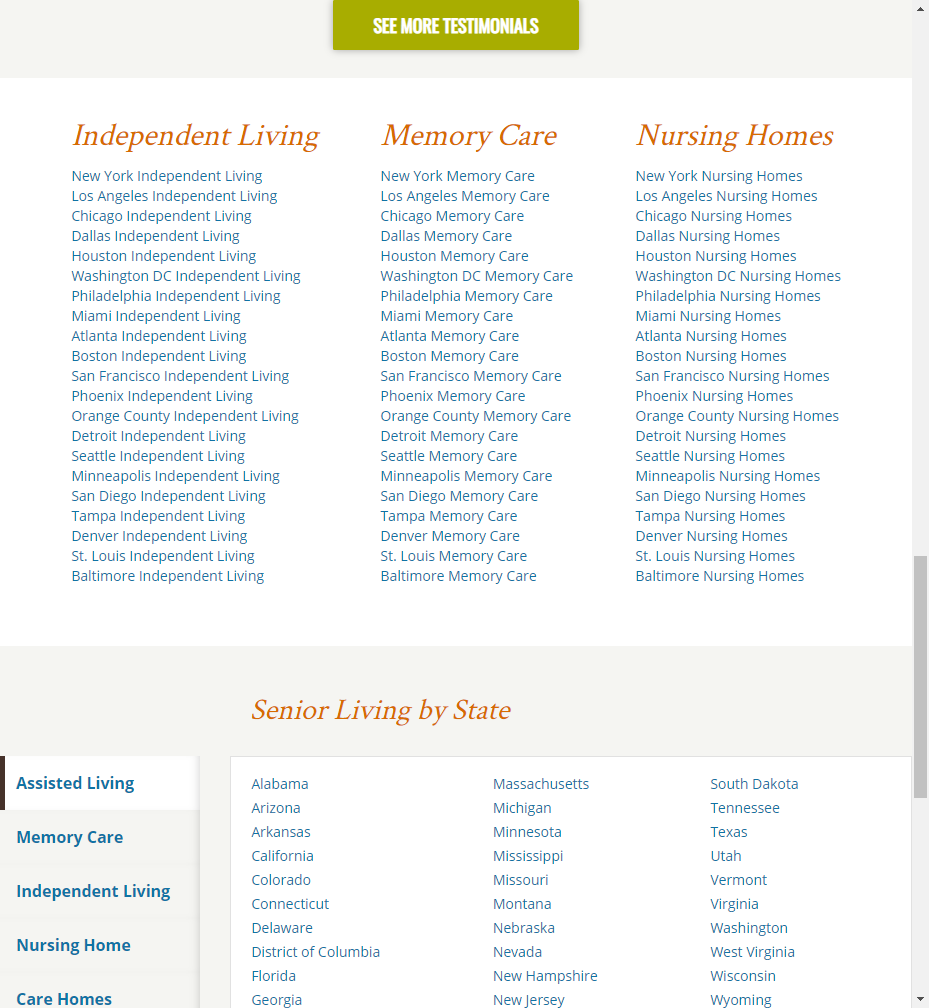 SEE MORE TESTIMONIALS
Independent Living
New York Independent Living
Los Angeles Independent Living
Chicago Independent Living
Dallas Independent Living
Houston Independent Living
Washington DC Independent Living
Philadelphia Independent Living
Miami Independent Living
Atlanta Independent Living
Boston Independent Living
San Francisco Independent Living
Phoenix Independent Living
Orange County Independent Living
Detroit Independent Living
Seattle Independent Living
Minneapolis Independent Living
San Diego Independent Living
Tampa Independent Living
Denver Independent Living
St. Louis Independent Living
Baltimore Independent Living
Memory Care
New York Memory Care
Los Angeles Memory Care
Chicago Memory Care
Dallas Memory Care
Houston Memory Care
Washington DC Memory Care
Philadelphia Memory Care
Miami Memory Care
Atlanta Memory Care
Boston Memory Care
San Francisco Memory Care
Phoenix Memory Care
Orange County Memory Care
Detroit Memory Care
Seattle Memory Care
Minneapolis Memory Care
San Diego Memory Care
Tampa Memory Care
Denver Memory Care
St. Louis Memory Care
Baltimore Memory Care
Nursing Homes
New York Nursing Homes
Los Angeles Nursing Homes
Chicago Nursing Homes
Dallas Nursing Homes
Houston Nursing Homes
Washington DC Nursing Homes
Philadelphia Nursing Homes
Miami Nursing Homes
Atlanta Nursing Homes
Boston Nursing Homes
San Francisco Nursing Homes
Phoenix Nursing Homes
Orange County Nursing Homes
Detroit Nursing Homes
Seattle Nursing Homes
Minneapolis Nursing Homes
San Diego Nursing Homes
Tampa Nursing Homes
Denver Nursing Homes
St. Louis Nursing Homes
Baltimore Nursing Homes
Senior Living by State
Assisted Living
Memory Care
Independent Living
Nursing Home
Care Homes
Alabama
Arizona
Arkansas
California
Colorado
Connecticut
Delaware
District of Columbia
Florida
Georgia
Massachusetts
Michigan
Minnesota
Mississippi
Missouri
Montana
Nebraska
Nevada
New Hampshire
New Jersey
South Dakota
Tennessee
Texas
Utah
Vermont
Virginia
Washington
West Virginia
Wisconsin
Wyoming